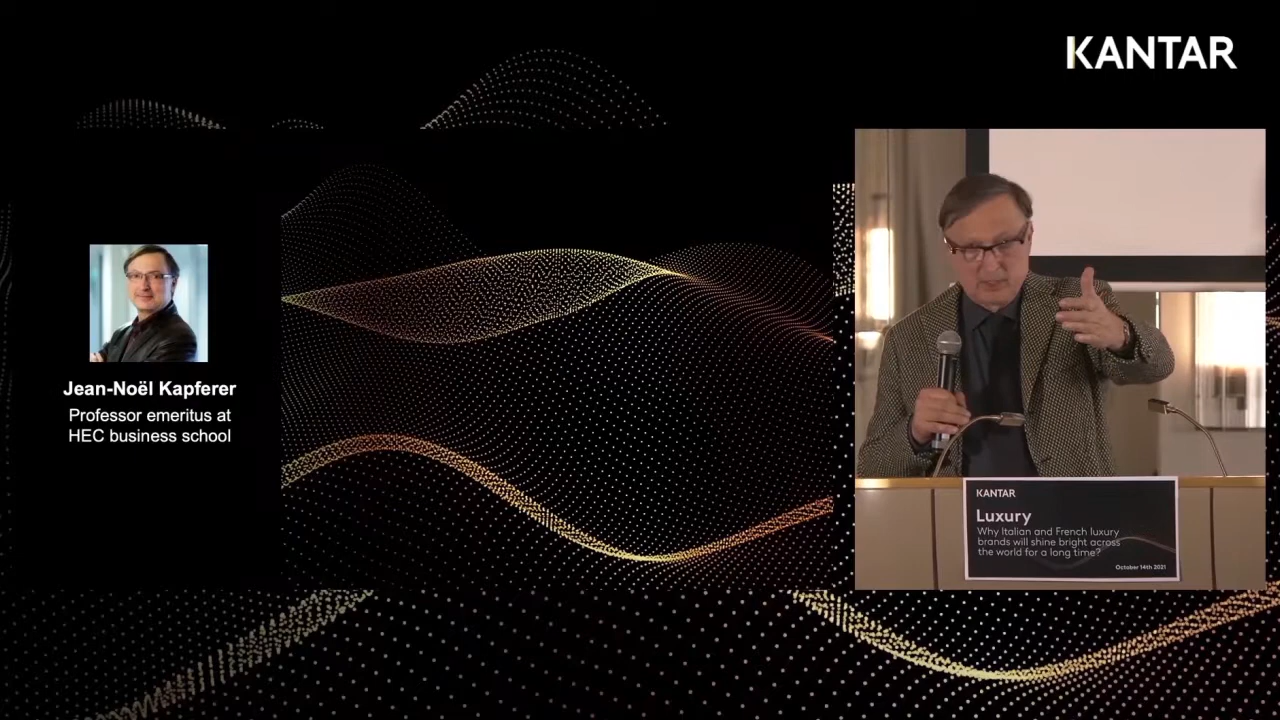 KANTAR
Jean-Noël Kapferer
Professor emeritus at
HEC business school
KANTAR
Luxury
Why Italian and French luxury
brands will shine bright across
the world for a long time?
October 14th 2021